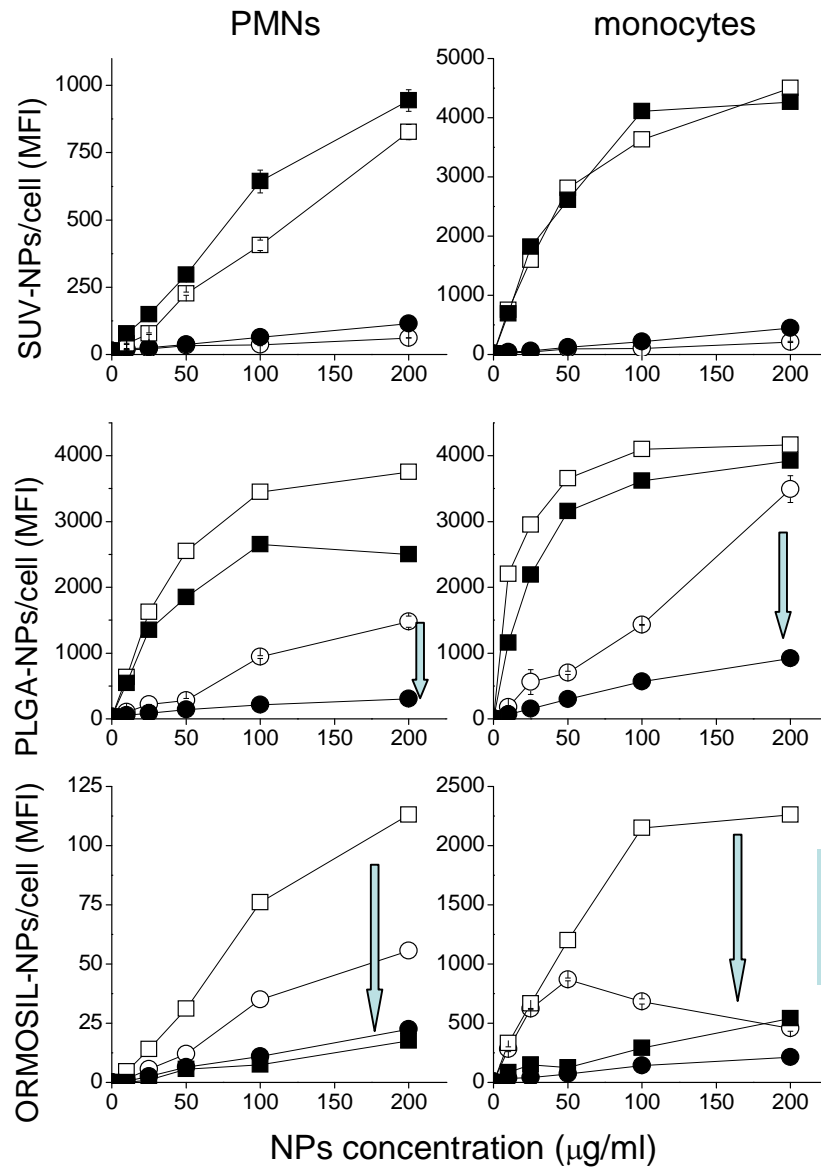 PMNs
monocytes
SUV-NPs/cell (MFI)
1000
750
500
250
0
0 50 100 150 200
5000
4000
3000
2000
1000
0
0 50 100 150 200
PLGA-NPs/cell (MFI)
4000
3000
2000
1000
0
0 50 100 150 200
4000
3000
2000
1000
0
0 50 100 150 200
ORMOSIL-NPs/cell (MFI)
125
100
75
50
25
0
0 50 100 150 200
2500
2000
1500
1000
500
0
0 50 100 150 200
NPs concentration (μg/ml)